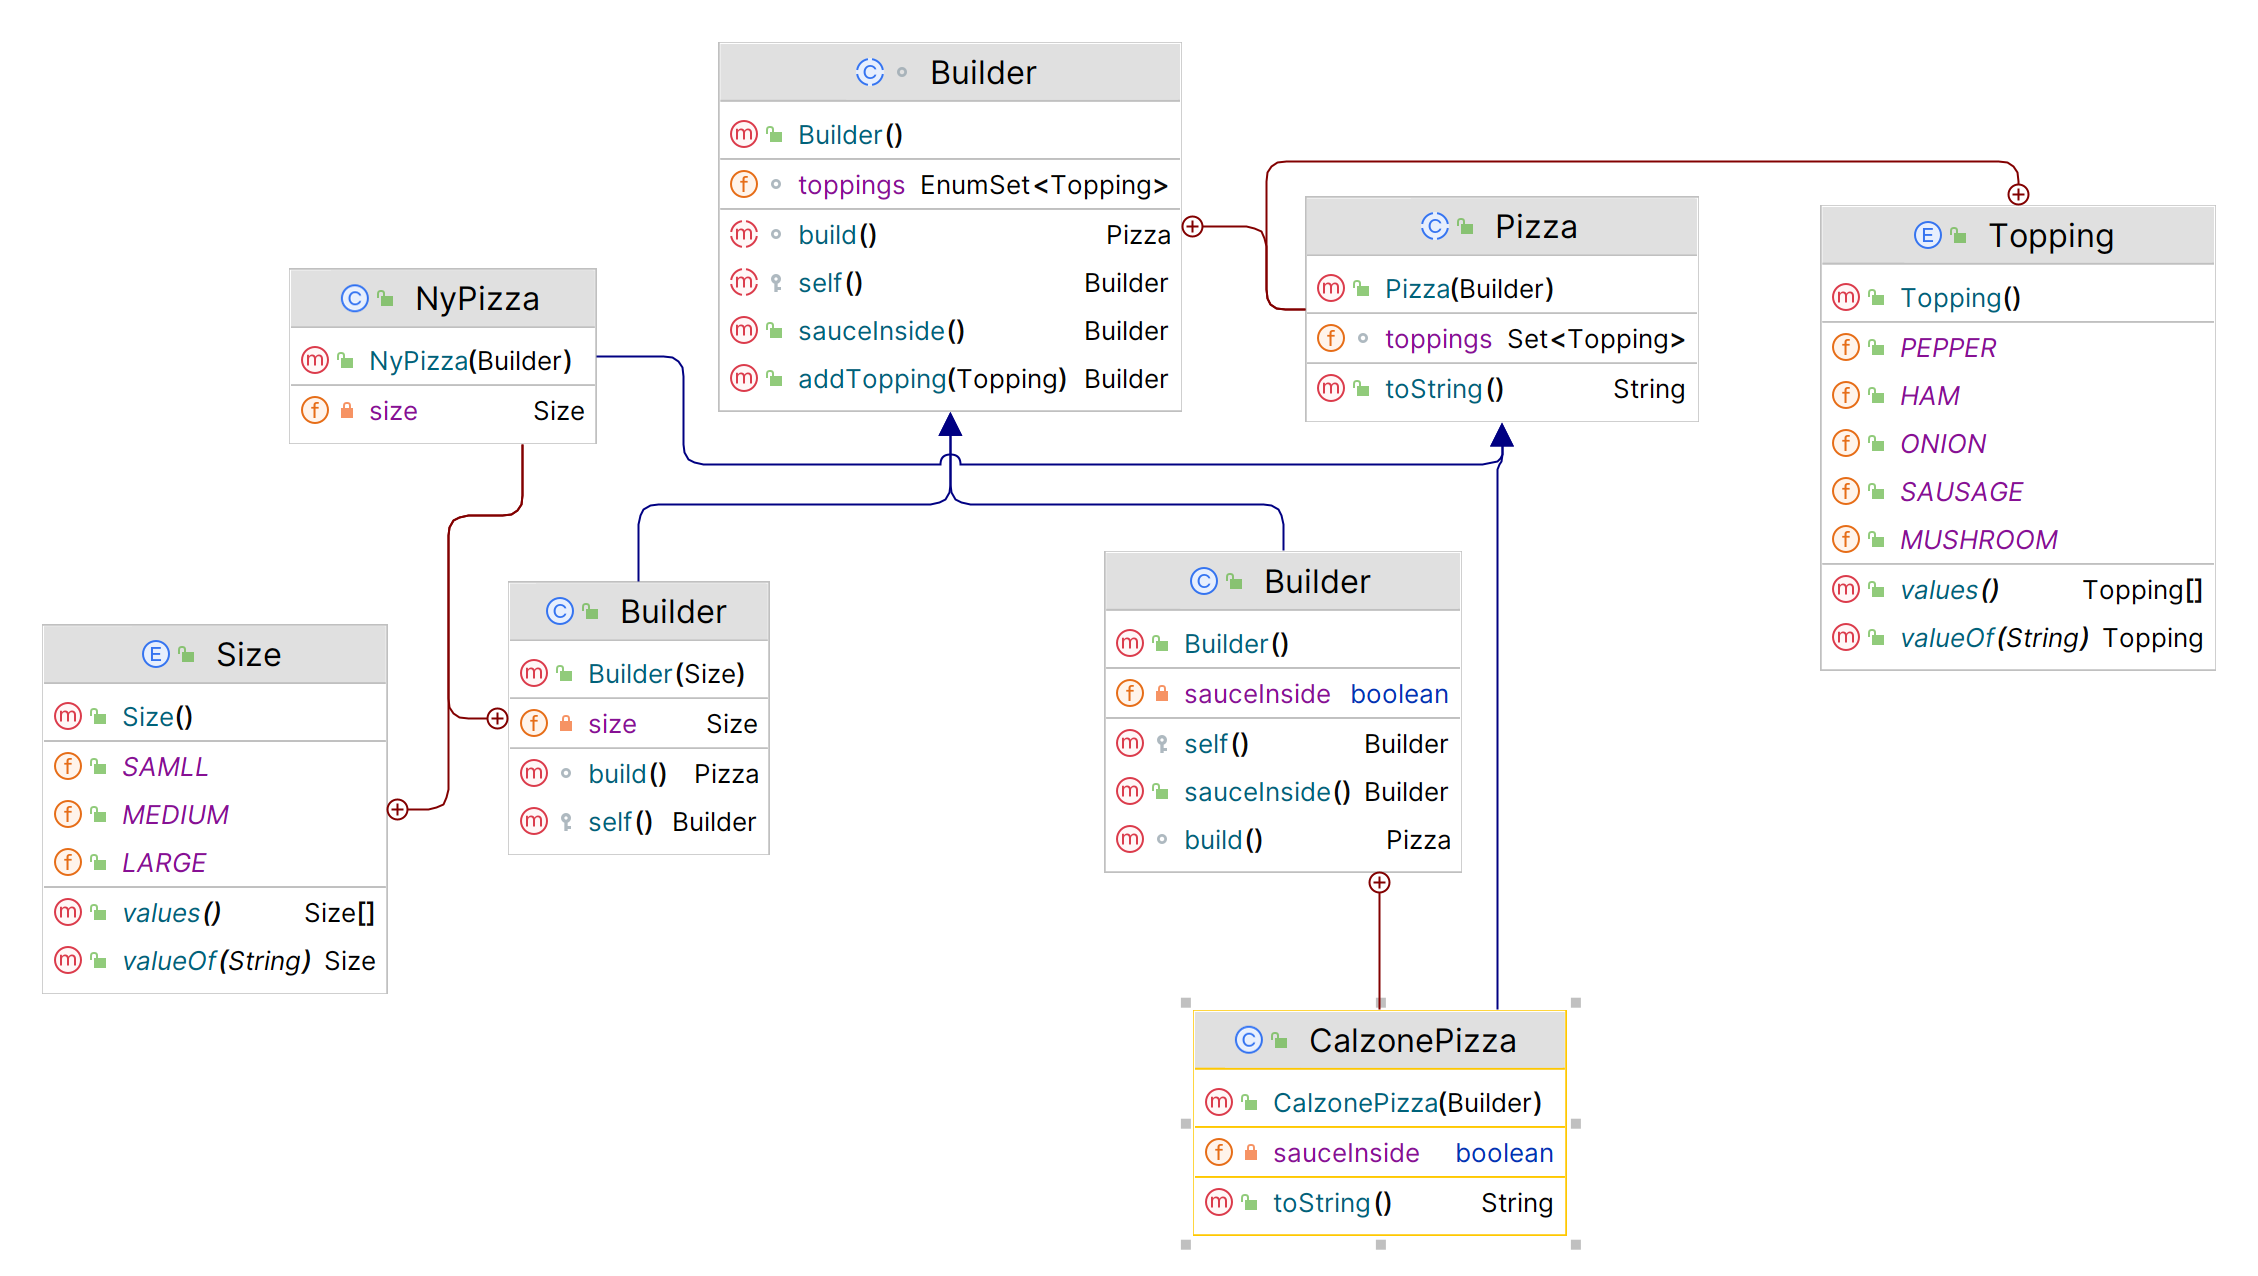 Builder
Builder()
toppings EnumSet<Topping>
build() Pizza
self() Builder
sauceInside() Builder
addTopping(Topping) Builder
Pizza
Pizza(Builder)
toppings Set<Topping>
toString() String
Topping
Topping()
PEPPER
HAM
ONION
SAUSAGE
MUSHROOM
values() Topping[]
valueOf(String) Topping
NyPizza
NyPizza(Builder)
size Size
Size
Size()
SAMLL
MEDIUM
LARGE
values() Size[]
valueOf(String) Size
Builder
Builder(Size)
size Size
build() Pizza
self() Builder
Builder
Builder()
sauceInside boolean
self() Builder
sauceInside() Builder
build() Pizza
CalzonePizza
CalzonePizza(Builder)
sauceInside boolean
toString() String